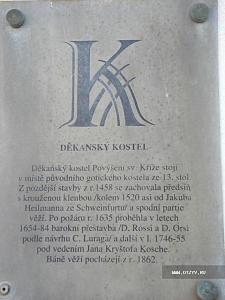 K
DĚKANSKÝ KOSTEL
Děkanský kostel Povýšení sv. Kříže stojí
v místě původního gotického kostela ze 13. stol.
Z pozdější stavby z r. 1458 se zachovala předsíň
s krouženou klenbou /kolem 1520 asi od Jakuba
Heilmanna ze Schweinfurtu/ a spodní partie
věží. Po požáru r. 1635 proběhla v letech
1654-84 barokní přestavba /D. Rossi a D. Orsi
podle návrhu C. Luraga/ a další v l. 1746-55
pod vedením Jana Kryštofa Kosche.
Báně věží pocházejí z r. 1862.
WWW.OTZYV.RU